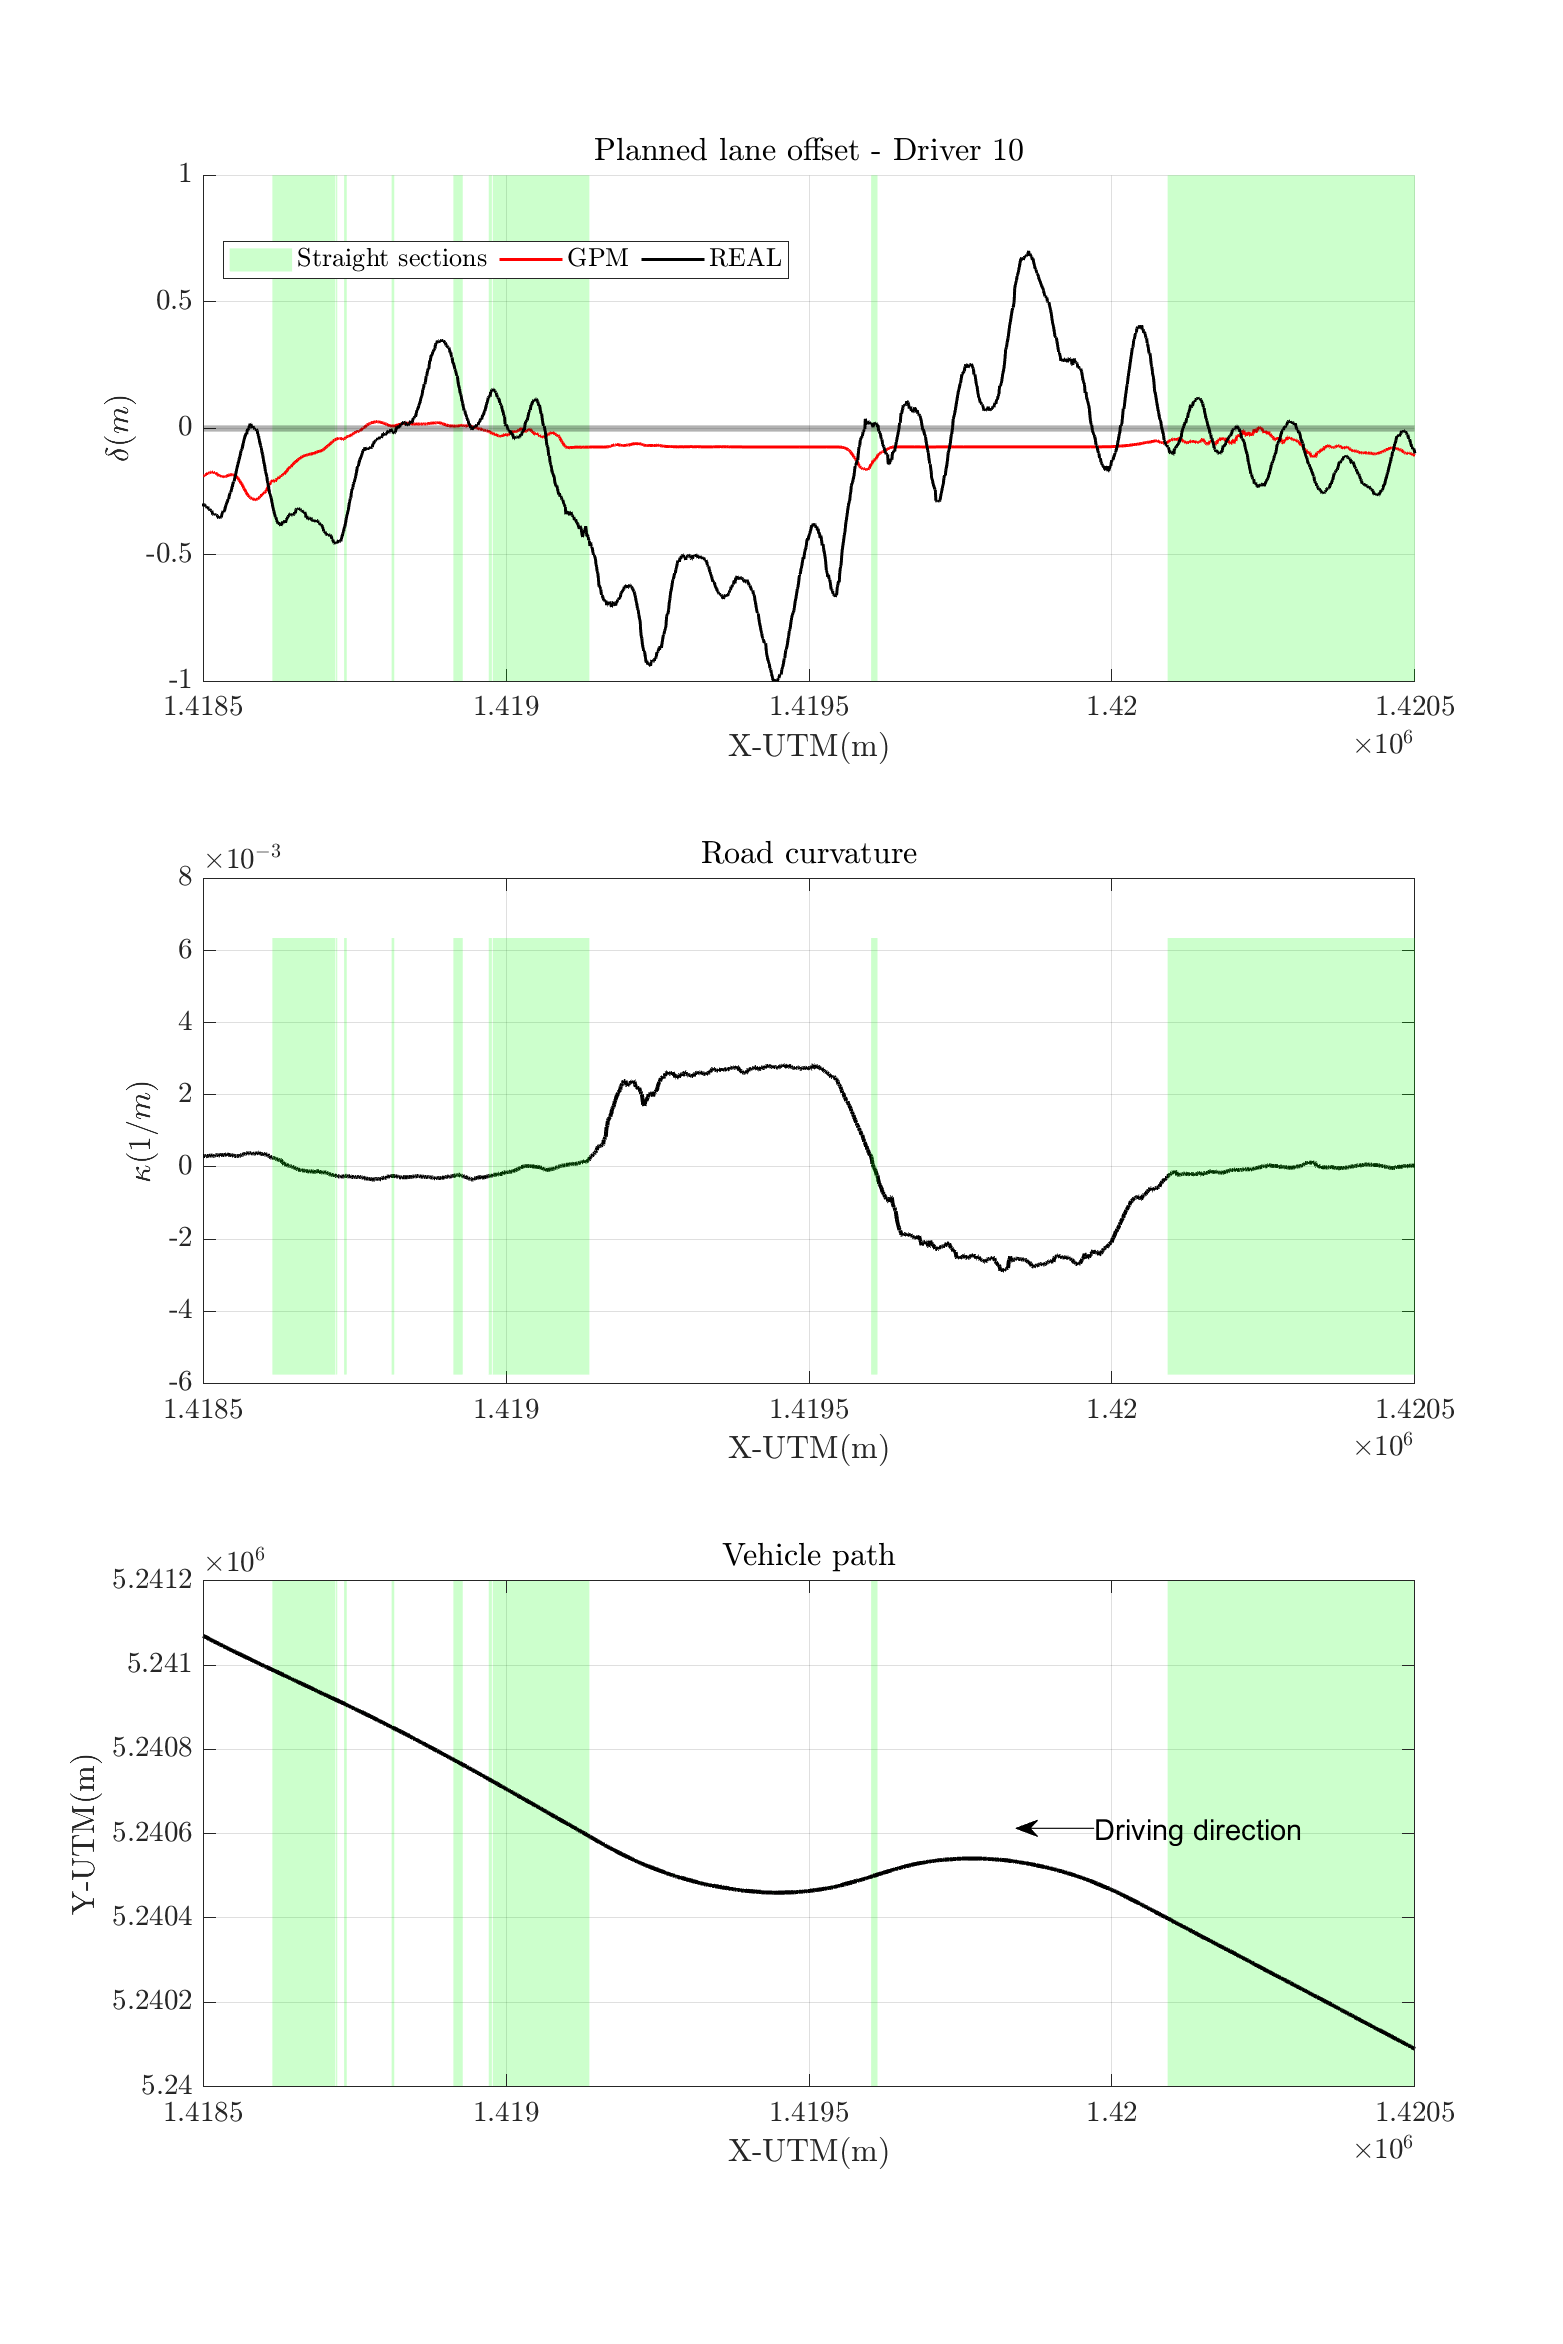 Planned lane offset - Driver 10
1
0.5
0
-0.5
-1
δ(m)
Straight sections GPM REAL
1.4185 1.419 1.4195 1.42 1.4205
X-UTM(m)
×10⁶
Road curvature
×10⁻³
8
6
4
2
0
-2
-4
-6
κ(1/m)
1.4185 1.419 1.4195 1.42 1.4205
X-UTM(m)
×10⁶
Vehicle path
×10⁶
5.2412
5.241
5.2408
5.2406
5.2404
5.2402
5.24
Y-UTM(m)
Driving direction
1.4185 1.419 1.4195 1.42 1.4205
X-UTM(m)
×10⁶